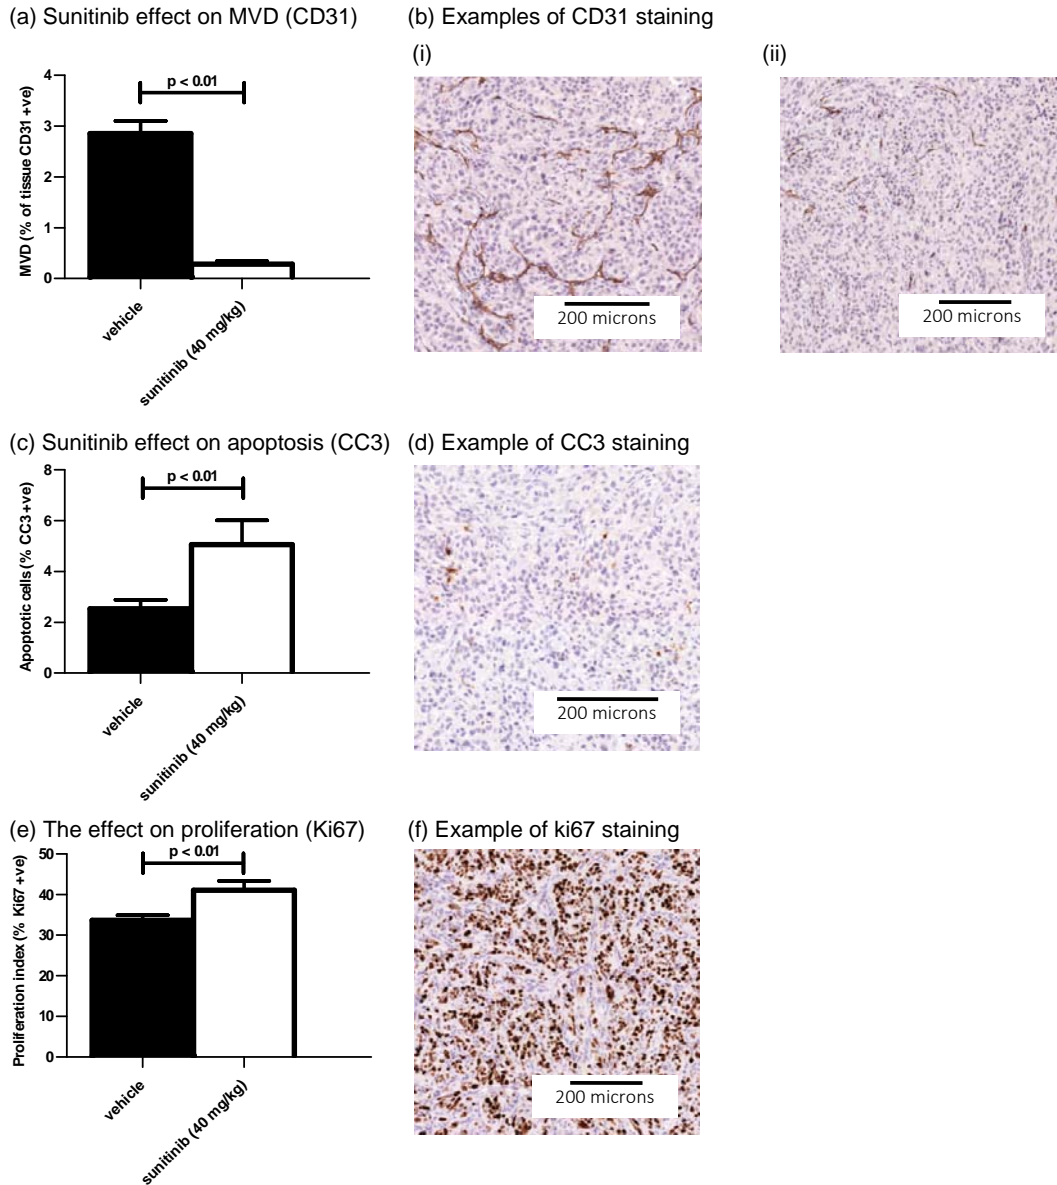 (a) Sunitinib effect on MVD (CD31)
(b) Examples of CD31 staining
(i)
(ii)
MVD (% of tissue CD31 +ve)
4
3
2
1
0
p < 0.01
vehicle
sunitinib (40 mg/kg)
200 microns
200 microns
(c) Sunitinib effect on apoptosis (CC3)
(d) Example of CC3 staining
Apoptotic cells (% CC3 +ve)
8
6
4
2
0
p < 0.01
vehicle
sunitinib (40 mg/kg)
200 microns
(e) The effect on proliferation (Ki67)
(f) Example of ki67 staining
Proliferation index (% Ki67 +ve)
50
40
30
20
10
0
p < 0.01
vehicle
sunitinib (40 mg/kg)
200 microns